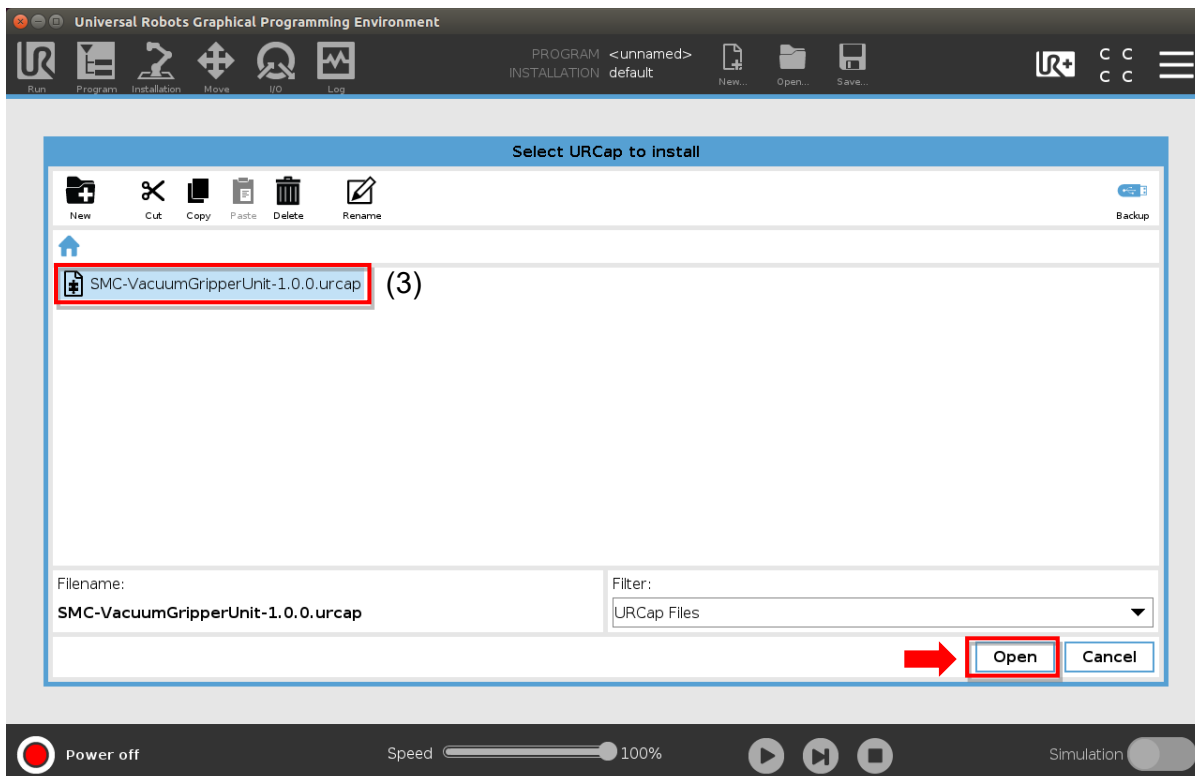 Universal Robots Graphical Programming Environment
UR
Run
Program
Installation
Move
I/O
Log
PROGRAM <unnamed>
INSTALLATION default
New...
Open...
Save...
UR+
C C
C C
Select URCap to install
New
Cut
Copy
Paste
Delete
Rename
Backup
SMC-VacuumGripperUnit-1.0.0.urcap (3)
Filename:
SMC-VacuumGripperUnit-1.0.0.urcap
Filter:
URCap Files
Open
Cancel
Power off
Speed 100%
Simulation